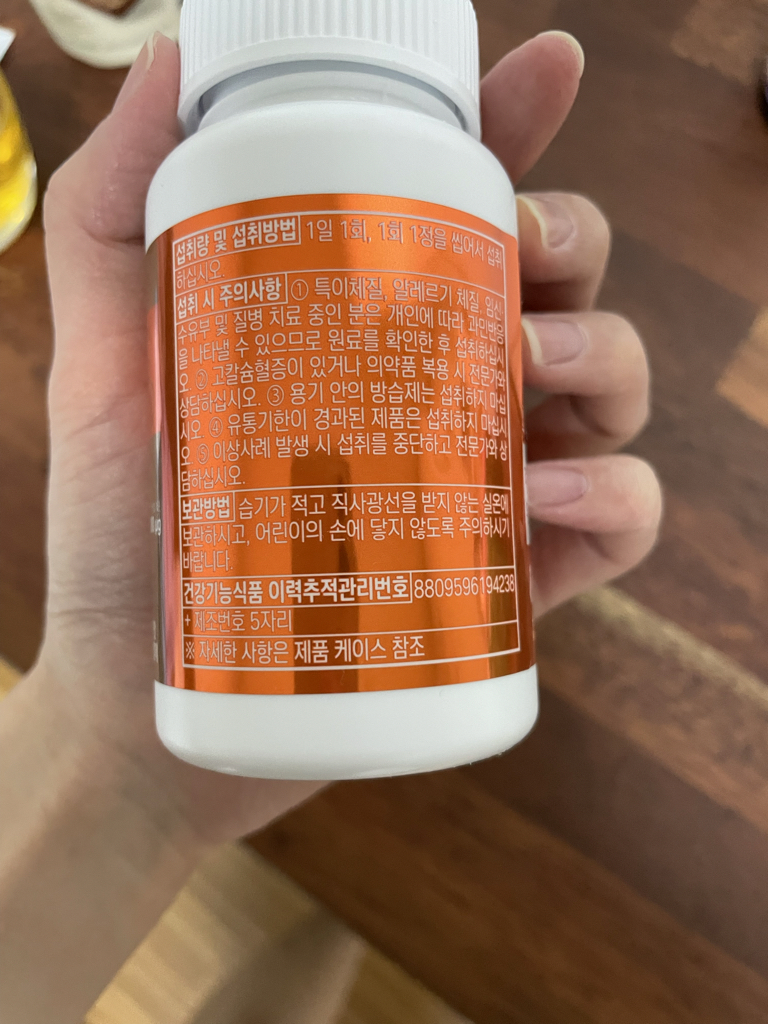 섭취량 및 섭취방법 1일 1회, 1회 1정을 씹어서 섭취
하십시오.
섭취 시 주의사항 ① 특이체질, 알레르기 체질, 임신·
수유부 및 질병 치료 중인 분은 개인에 따라 과민반응
을 나타낼 수 있으므로 원료를 확인한 후 섭취하십시
오. ② 고칼슘혈증이 있거나 의약품 복용 시 전문가와
상담하십시오. ③ 용기 안의 방습제는 섭취하지 마십
시오. ④ 유통기한이 경과된 제품은 섭취하지 마십시
오. ⑤ 이상사례 발생 시 섭취를 중단하고 전문가와 상
담하십시오.
보관방법 습기가 적고 직사광선을 받지 않는 실온에
보관하시고, 어린이의 손에 닿지 않도록 주의하시기
바랍니다.
건강기능식품 이력추적관리번호 8809596194238
+ 제조번호 5자리
※ 자세한 사항은 제품 케이스 참조